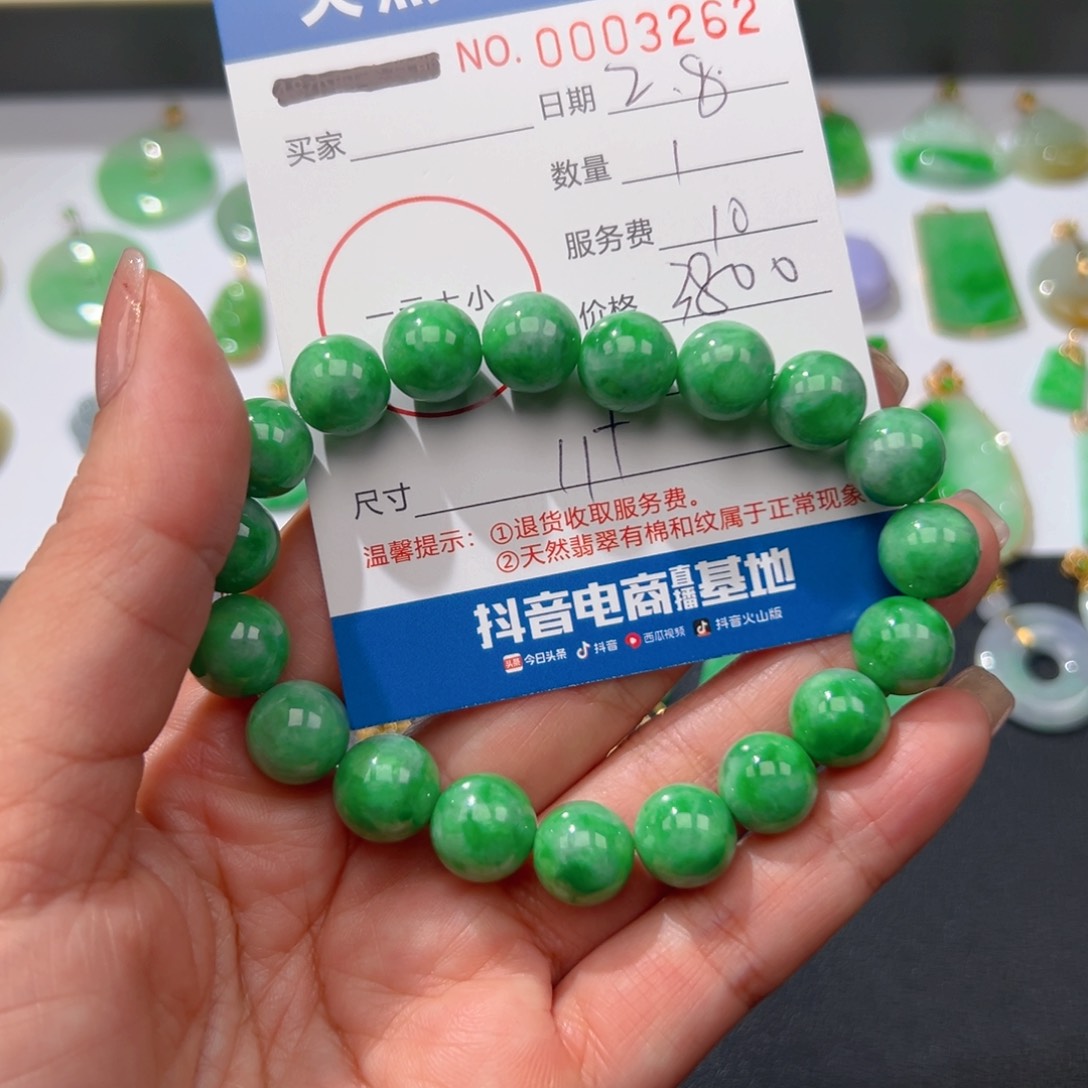 NO. 0003262
日期 2.8
买家
数量 1
服务费 10
价格 3800
尺寸
温馨提示：①退货收取服务费。
②天然翡翠有棉和纹属于正常现象
抖音电商直播基地
头条 今日头条 抖音 西瓜视频 抖音火山版